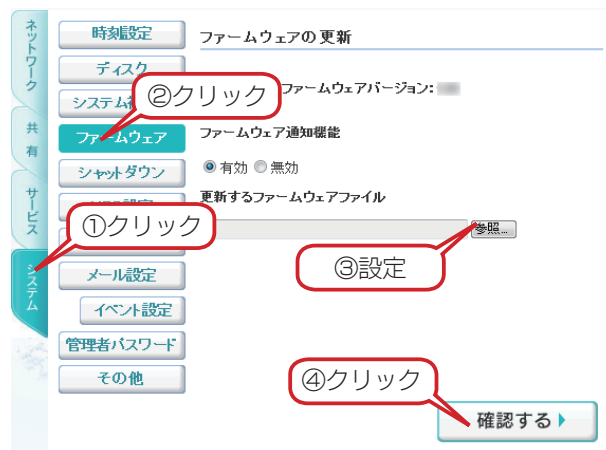 ネットワーク
共有
サービス
システム
時刻設定
ディスク
システム
ファームウェア
シャットダウン
メール設定
イベント設定
管理者パスワード
その他
ファームウェアの更新
ファームウェアバージョン:
ファームウェア通知機能
有効 無効
更新するファームウェアファイル
参照...
確認する
①クリック
②クリック
③設定
④クリック